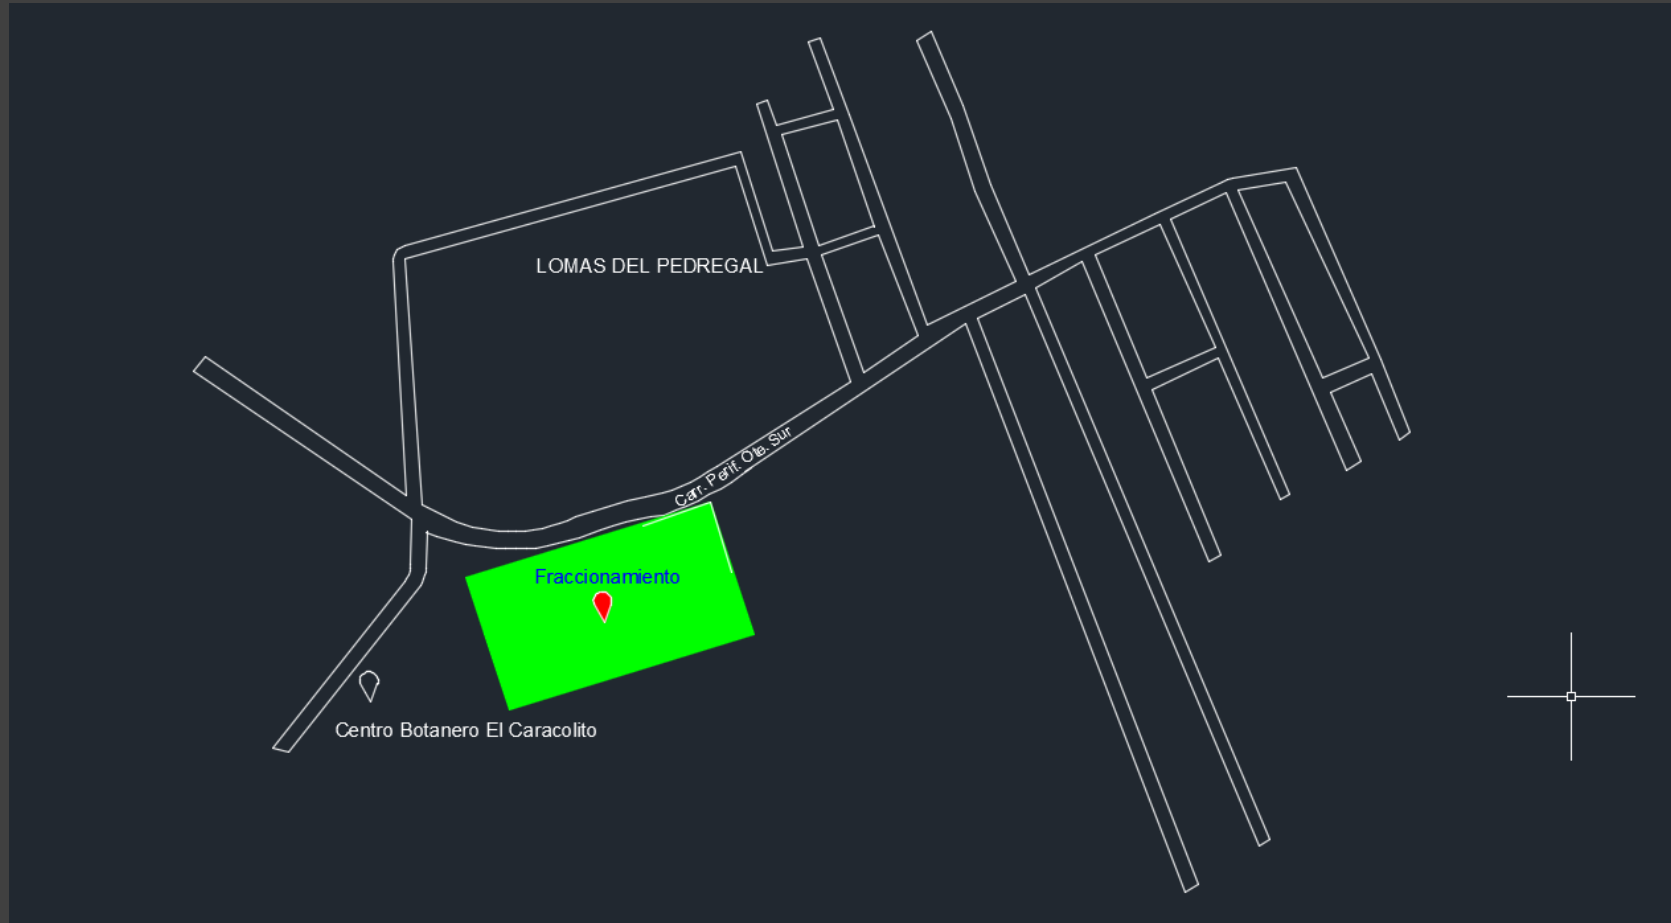 LOMAS DEL PEDREGAL
Carr. Perif. Ote. Sur
Fraccionamiento
Centro Botanero El Caracolito